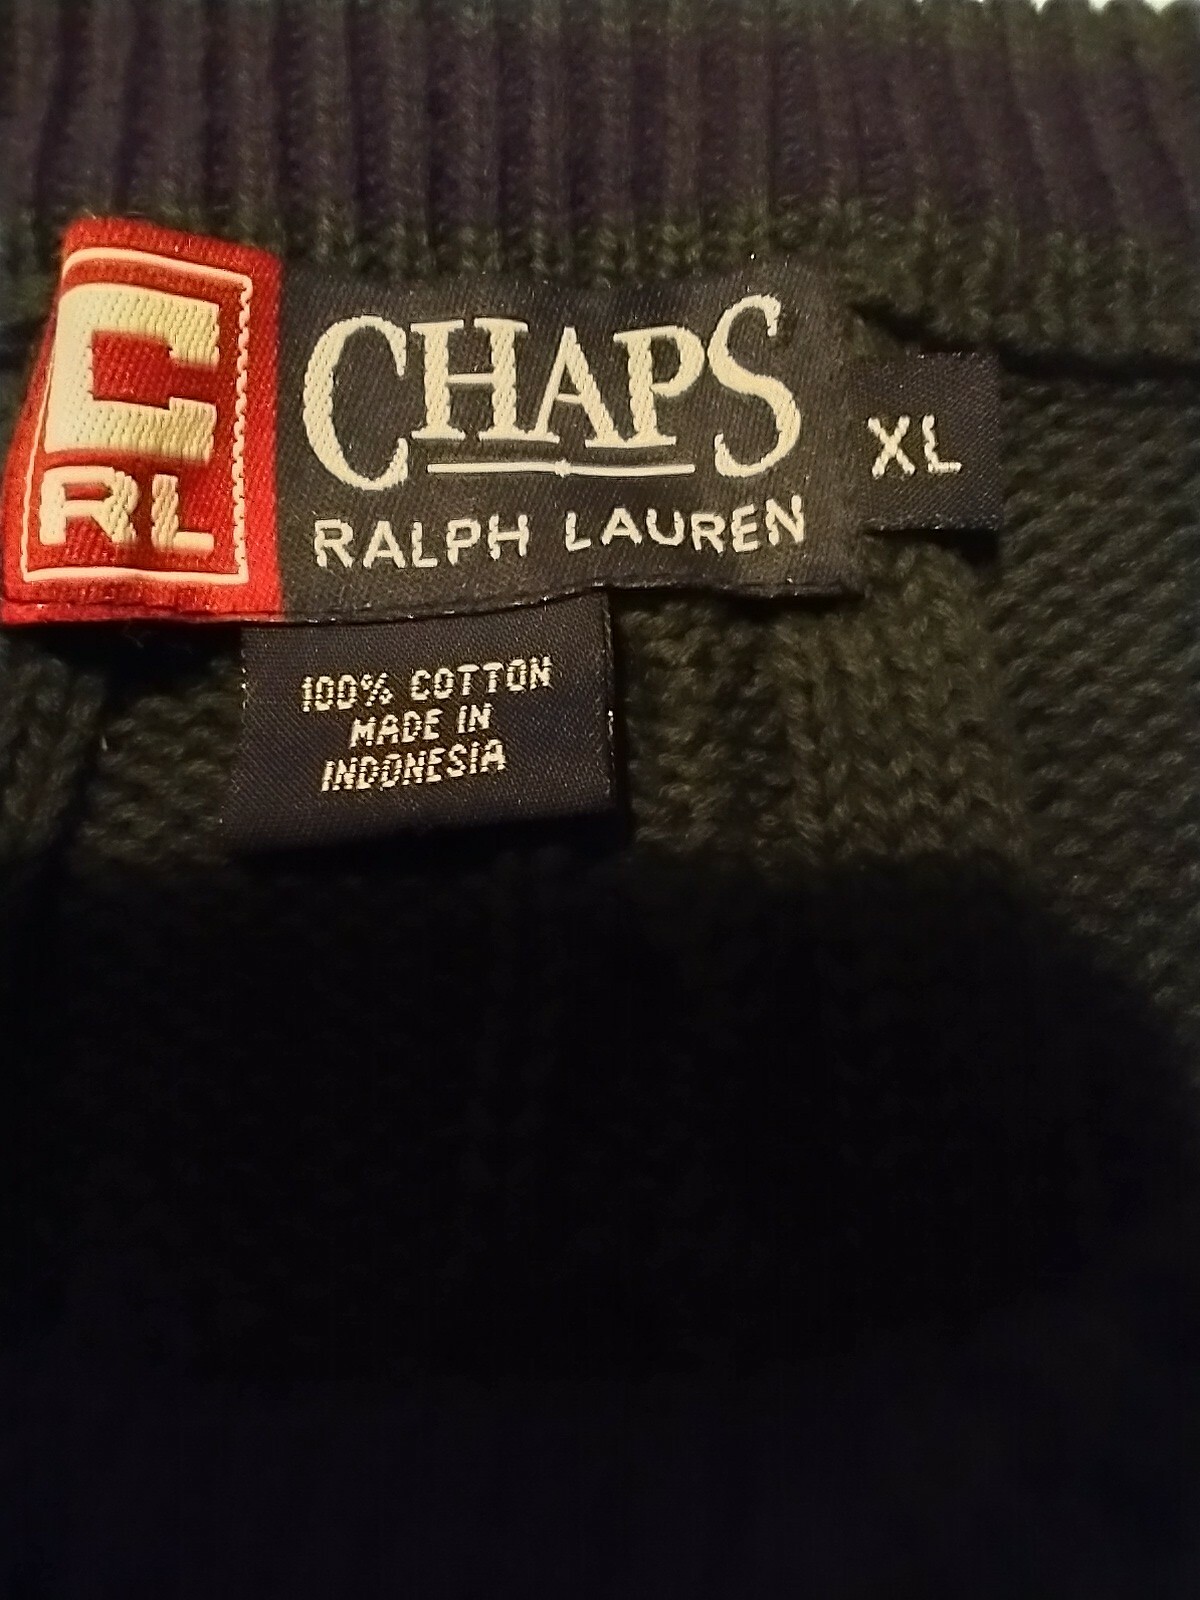 C
RL
CHAPS
RALPH LAUREN
XL
100% COTTON
MADE IN
INDONESIA